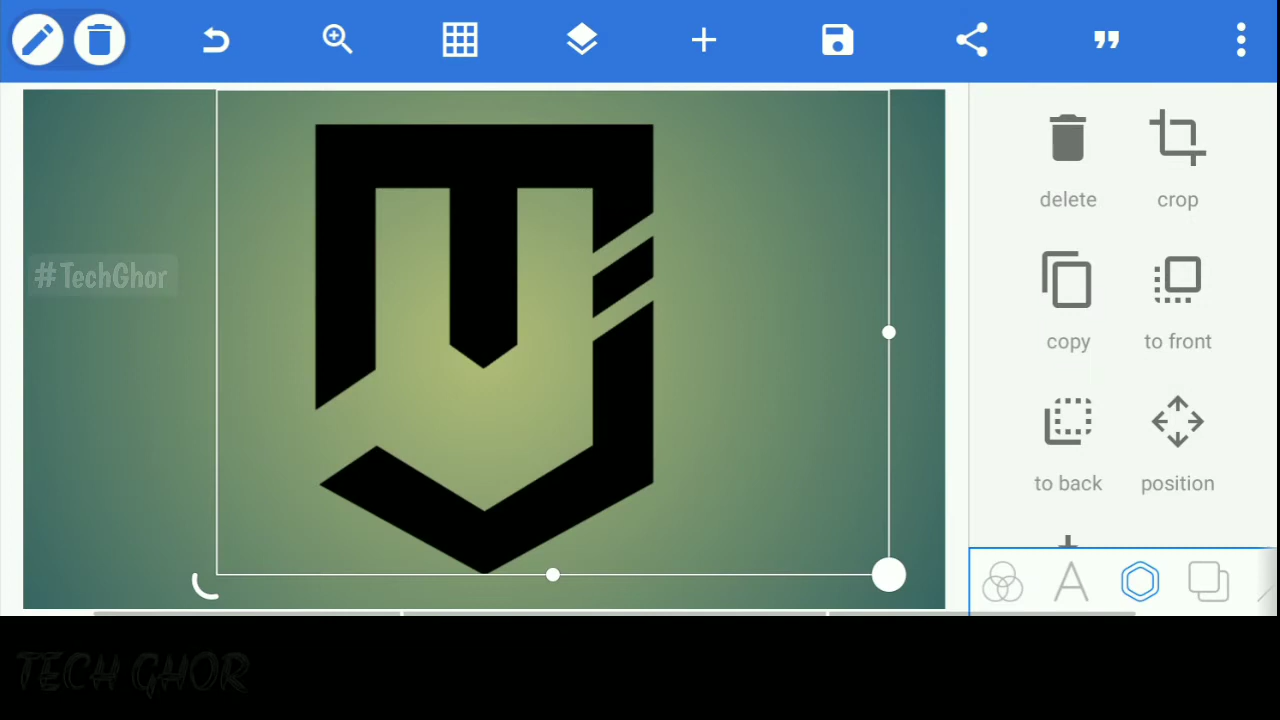 #TechGhor
delete
crop
copy
to front
to back
position
TECH GHOR